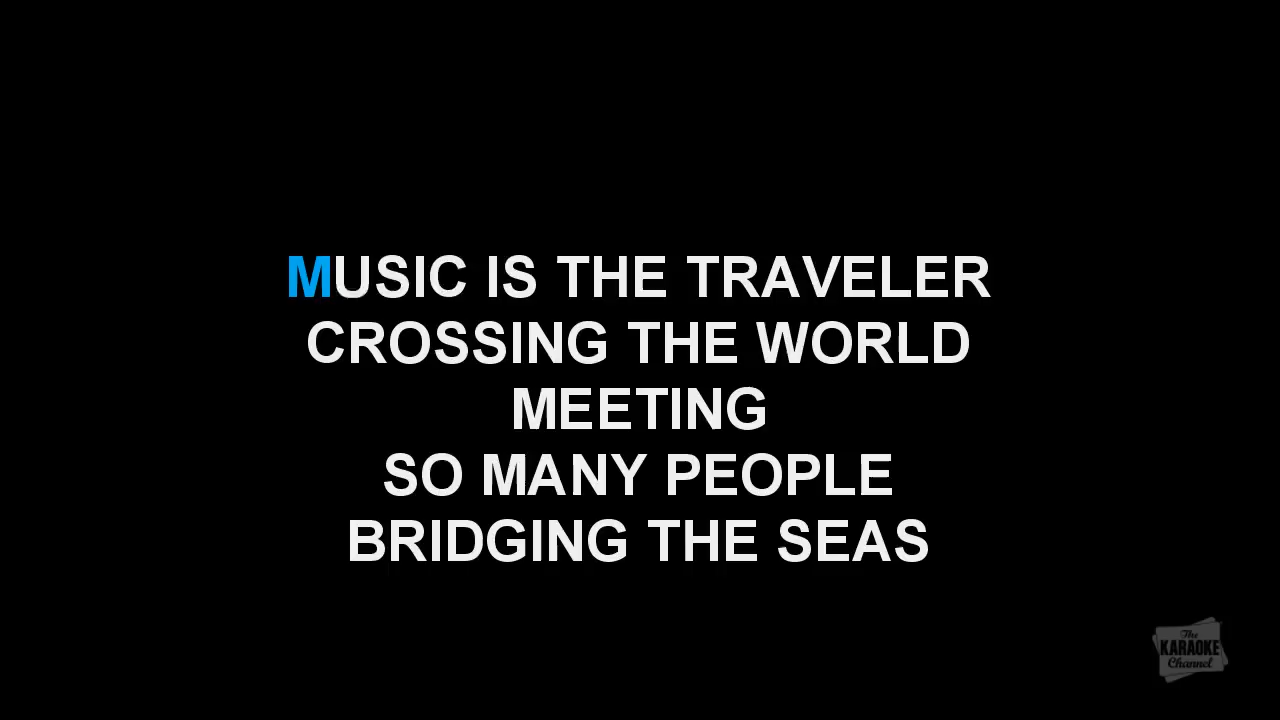 MUSIC IS THE TRAVELER
CROSSING THE WORLD
MEETING
SO MANY PEOPLE
BRIDGING THE SEAS
The
KARAOKE
Channel